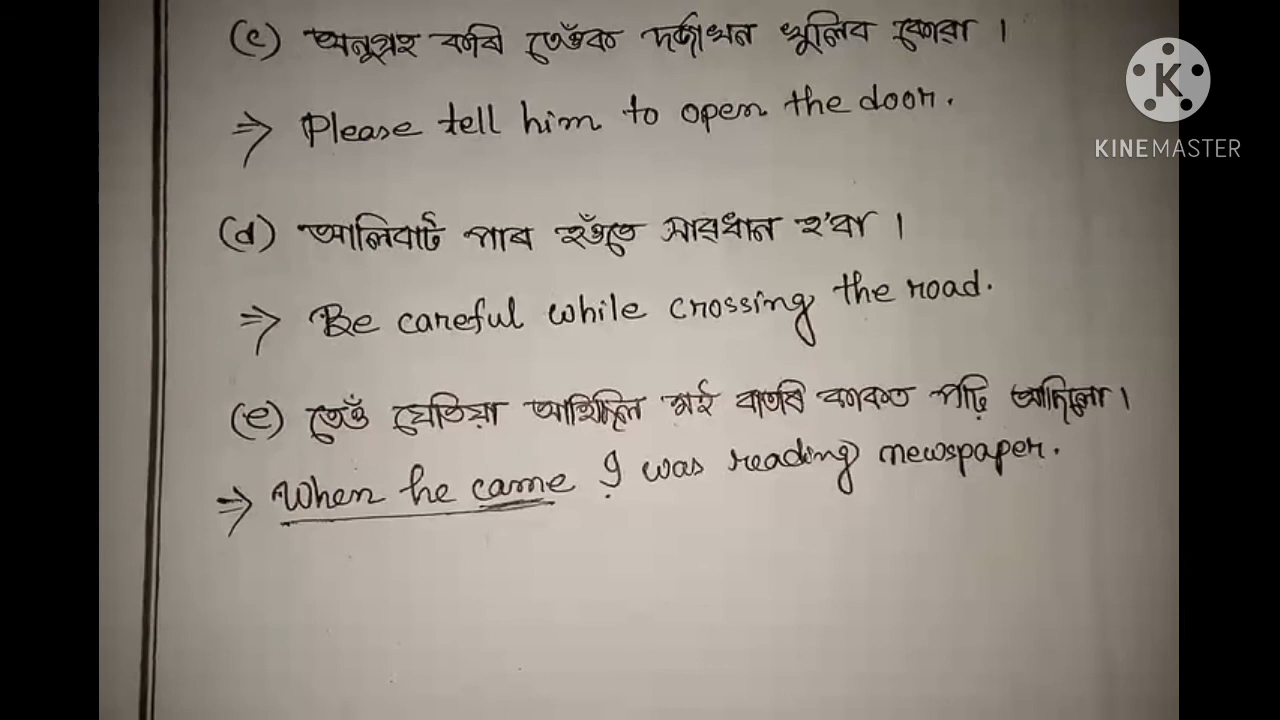 (c) অনুগ্ৰহ কৰি তেওঁক দৰ্জাখন খুলিব কোৱা ।
⇒ Please tell him to open the door.
(d) আলিবাট পাৰ হওঁতে সাৱধান হ'বা ।
⇒ Be careful while crossing the road.
(e) তেওঁ যেতিয়া আহিছিল মই বাতৰি কাকত পঢ়ি আছিলো ।
⇒ When he came I was reading newspaper.
K
KINEMASTER